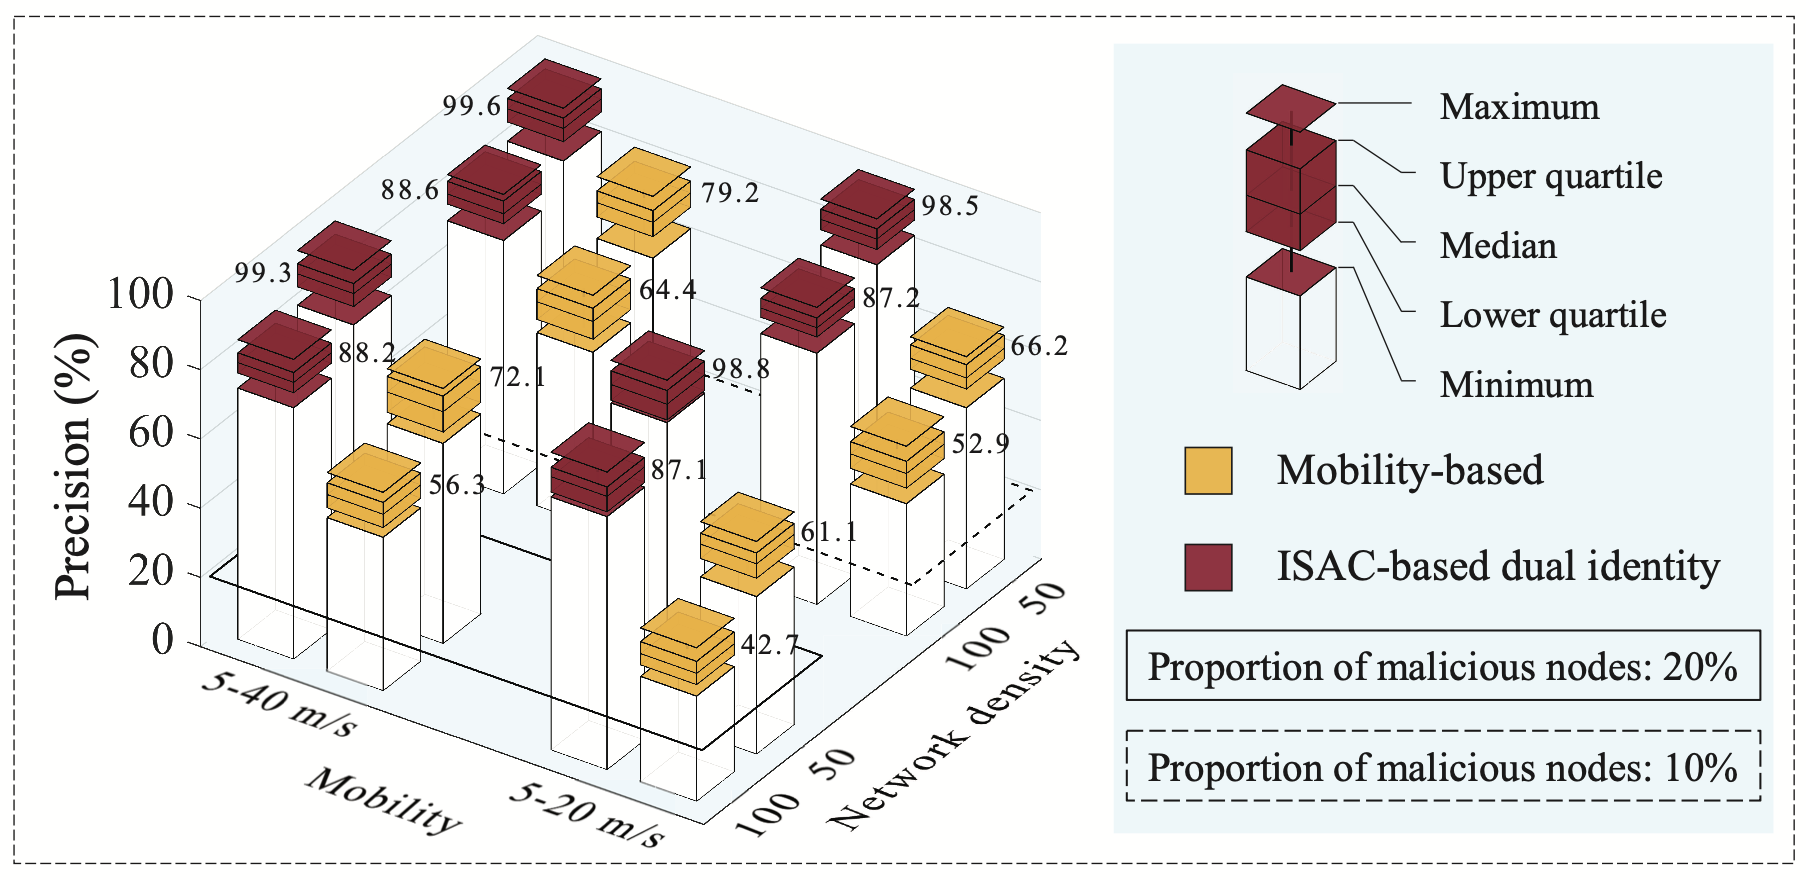 99.6
79.2
88.6
98.5
64.4
99.3
87.2
88.2
66.2
72.1
98.8
56.3
52.9
87.1
61.1
42.7
100
80
60
40
20
0
Precision (%)
5-40 m/s
5-20 m/s
Mobility
100
50
100
50
Network density
Maximum
Upper quartile
Median
Lower quartile
Minimum
Mobility-based
ISAC-based dual identity
Proportion of malicious nodes: 20%
Proportion of malicious nodes: 10%